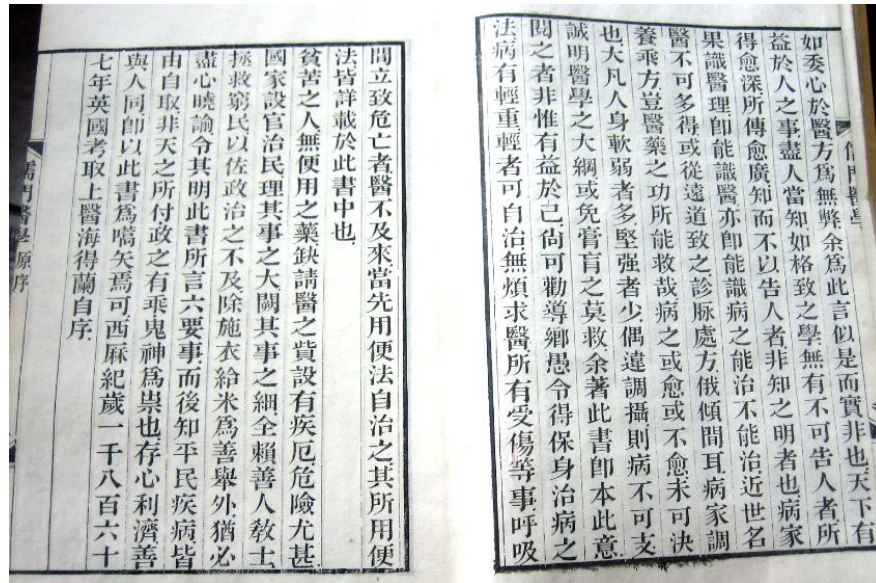 如委心於醫方爲無弊余爲此言似是而實非也天下有
益於人之事盡人當知如格致之學無有不可告人者所
得愈深所傳愈廣知而不以告人者非知之明者也病家
果識醫理卽能識醫亦卽能識病之能治不能治近世名
醫不可多得或從遠道致之診脉處方俄傾間耳病家調
養乖方豈醫藥之功所能救哉病之或愈或不愈未可決
也大凡人身軟弱者多堅强者少偶違調攝則病不可支
誠明醫學之大綱或免膏肓之莫救余著此書卽本此意
閱之者非惟有益於己尙可勸導鄉愚令得保身治病之
法病有輕重輕者可自治無煩求醫所有受傷等事呼吸
儒門醫學
間立致危亡者醫不及來當先用便法自治之其所用便
法皆詳載於此書中也
貧苦之人無便用之藥缺請醫之貲設有疾厄危險尤甚
國家設官治民理其事之大闗其事之細全賴善人敎士
拯救窮民以佐政治之不及除施衣給米爲善舉外猶必
盡心曉諭令其明此書所言六要事而後知平民疾病皆
由自取非天之所付政之有乖鬼神爲祟也存心利濟善
與人同卽以此書爲嚆矢焉可西厤紀歲一千八百六十
七年英國考取上醫海得蘭自序
儒門醫學 原序